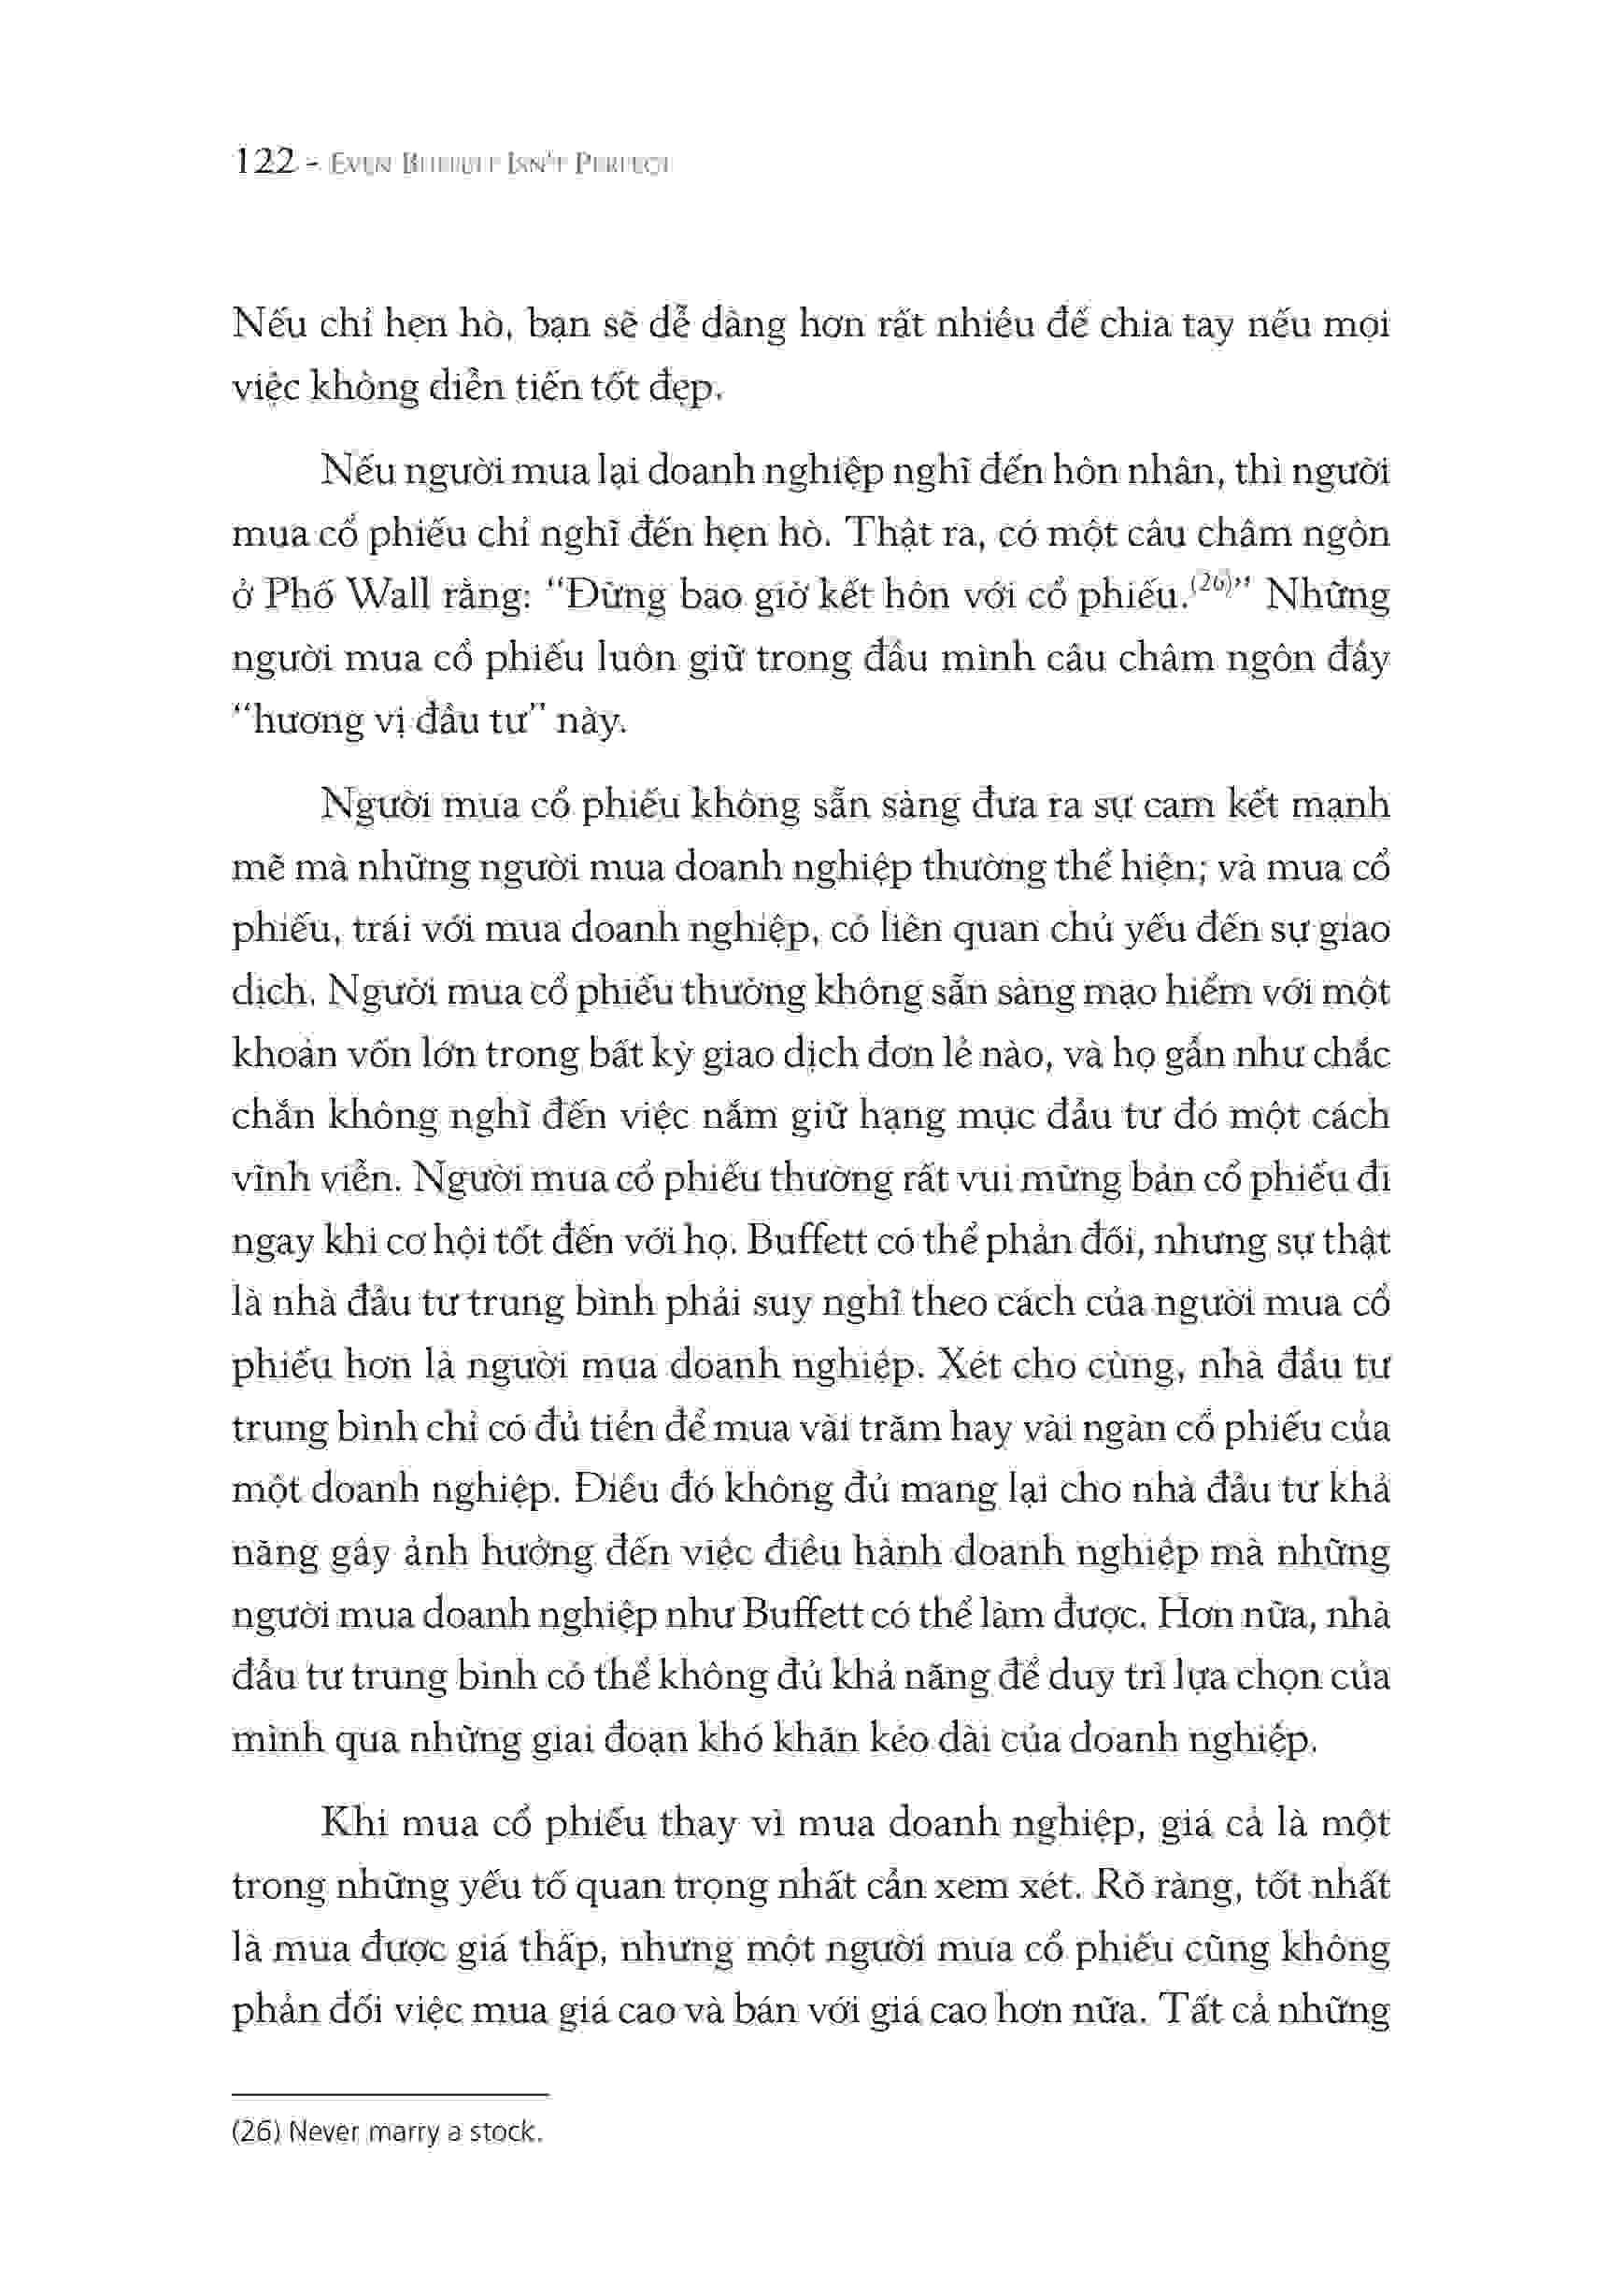 122 - EVEN BUFFETT ISN'T PERFECT
Nếu chỉ hẹn hò, bạn sẽ dễ dàng hơn rất nhiều để chia tay nếu mọi
việc không diễn tiến tốt đẹp.
Nếu người mua lại doanh nghiệp nghĩ đến hôn nhân, thì người
mua cổ phiếu chỉ nghĩ đến hẹn hò. Thật ra, có một câu châm ngôn
ở Phố Wall rằng: “Đừng bao giờ kết hôn với cổ phiếu.(26)” Những
người mua cổ phiếu luôn giữ trong đầu mình câu châm ngôn đầy
“hương vị đầu tư” này.
Người mua cổ phiếu không sẵn sàng đưa ra sự cam kết mạnh
mẽ mà những người mua doanh nghiệp thường thể hiện; và mua cổ
phiếu, trái với mua doanh nghiệp, có liên quan chủ yếu đến sự giao
dịch. Người mua cổ phiếu thường không sẵn sàng mạo hiểm với một
khoản vốn lớn trong bất kỳ giao dịch đơn lẻ nào, và họ gần như chắc
chắn không nghĩ đến việc nắm giữ hạng mục đầu tư đó một cách
vĩnh viễn. Người mua cổ phiếu thường rất vui mừng bán cổ phiếu đi
ngay khi cơ hội tốt đến với họ. Buffett có thể phản đối, nhưng sự thật
là nhà đầu tư trung bình phải suy nghĩ theo cách của người mua cổ
phiếu hơn là người mua doanh nghiệp. Xét cho cùng, nhà đầu tư
trung bình chỉ có đủ tiền để mua vài trăm hay vài ngàn cổ phiếu của
một doanh nghiệp. Điều đó không đủ mang lại cho nhà đầu tư khả
năng gây ảnh hưởng đến việc điều hành doanh nghiệp mà những
người mua doanh nghiệp như Buffett có thể làm được. Hơn nữa, nhà
đầu tư trung bình có thể không đủ khả năng để duy trì lựa chọn của
mình qua những giai đoạn khó khăn kéo dài của doanh nghiệp.
Khi mua cổ phiếu thay vì mua doanh nghiệp, giá cả là một
trong những yếu tố quan trọng nhất cần xem xét. Rõ ràng, tốt nhất
là mua được giá thấp, nhưng một người mua cổ phiếu cũng không
phản đối việc mua giá cao và bán với giá cao hơn nữa. Tất cả những
(26) Never marry a stock.